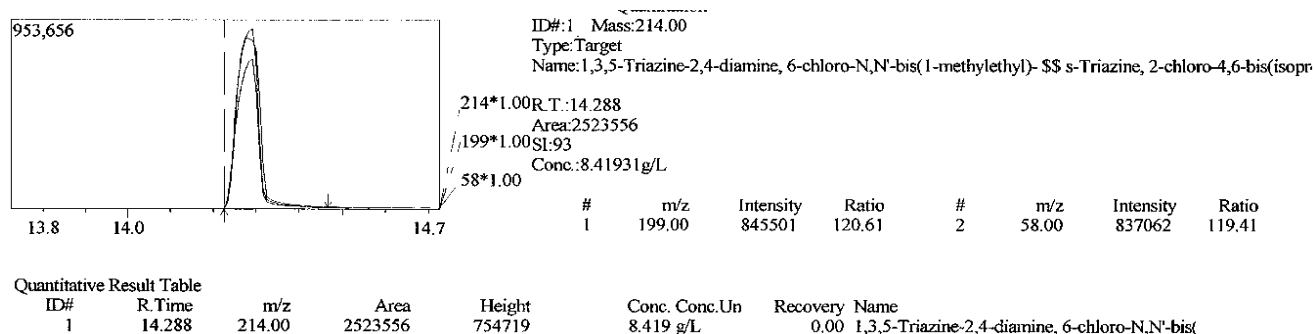 953,656
ID#:1 Mass:214.00
Type:Target
Name:1,3,5-Triazine-2,4-diamine, 6-chloro-N,N'-bis(1-methylethyl)- $$ s-Triazine, 2-chloro-4,6-bis(isopr
214*1.00 R.T.:14.288
Area:2523556
199*1.00 SI:93
Conc.:8.41931g/L
58*1.00
# m/z Intensity Ratio # m/z Intensity Ratio
1 199.00 845501 120.61 2 58.00 837062 119.41
13.8 14.0 14.7
Quantitative Result Table
ID# R.Time m/z Area Height Conc. Conc.Un Recovery Name
1 14.288 214.00 2523556 754719 8.419 g/L 0.00 1,3,5-Triazine-2,4-diamine, 6-chloro-N,N'-bis(